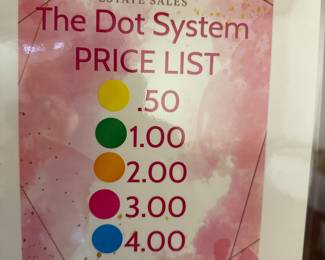 ESTATE SALES
The Dot System
PRICE LIST
.50
1.00
2.00
3.00
4.00